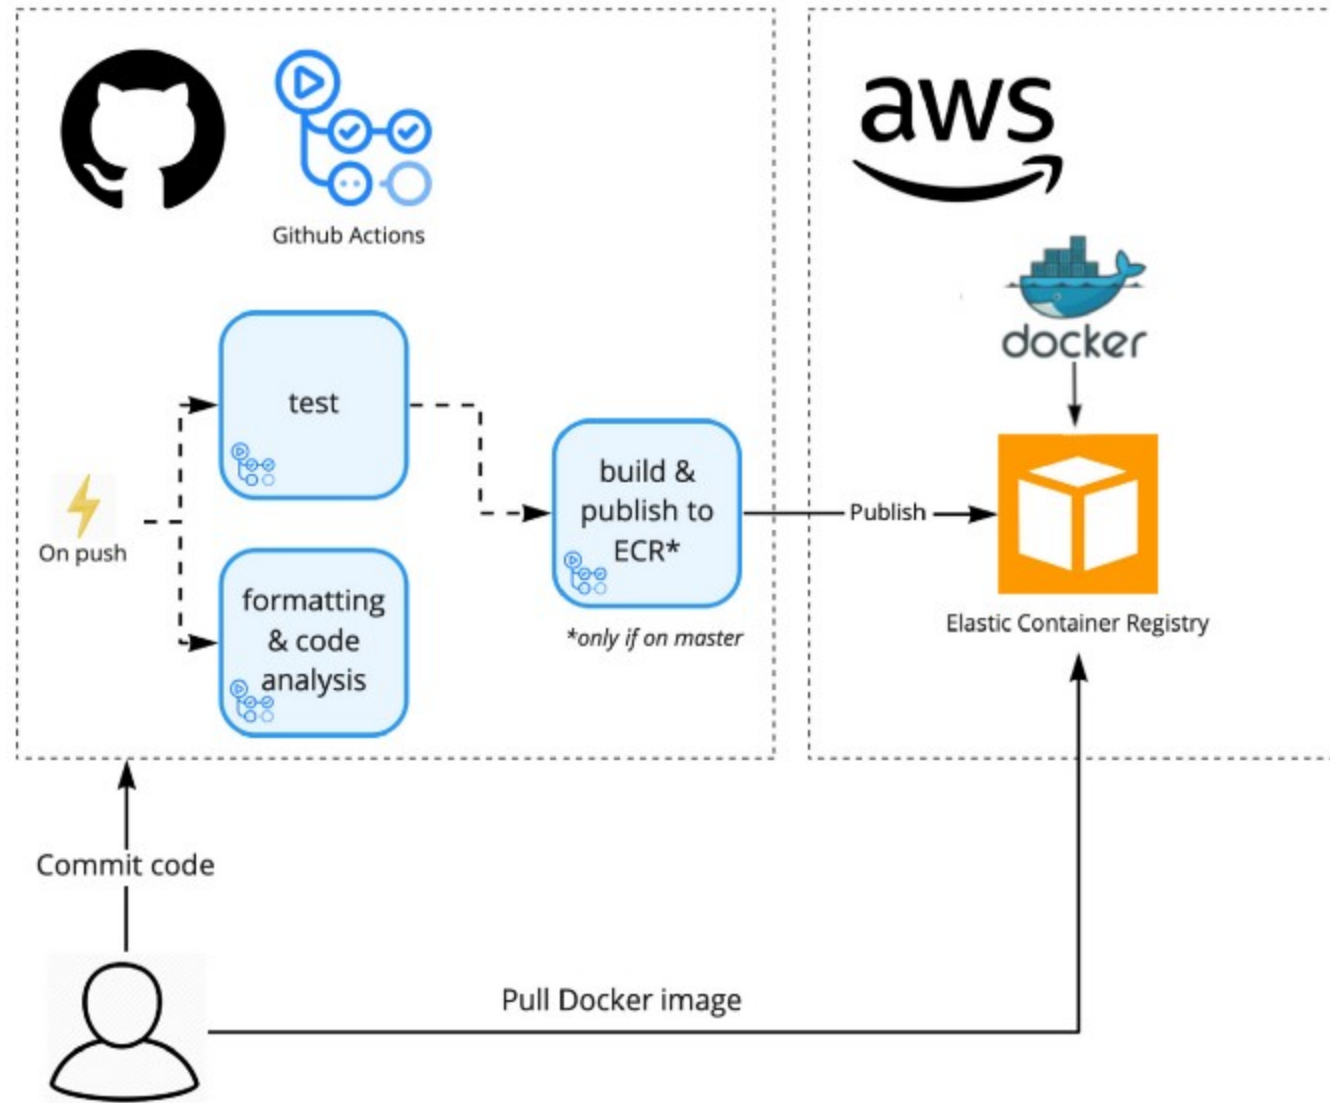 aws
Github Actions
docker
test
build &
publish to
ECR*
Publish
On push
formatting
& code
analysis
*only if on master
Elastic Container Registry
Commit code
Pull Docker image